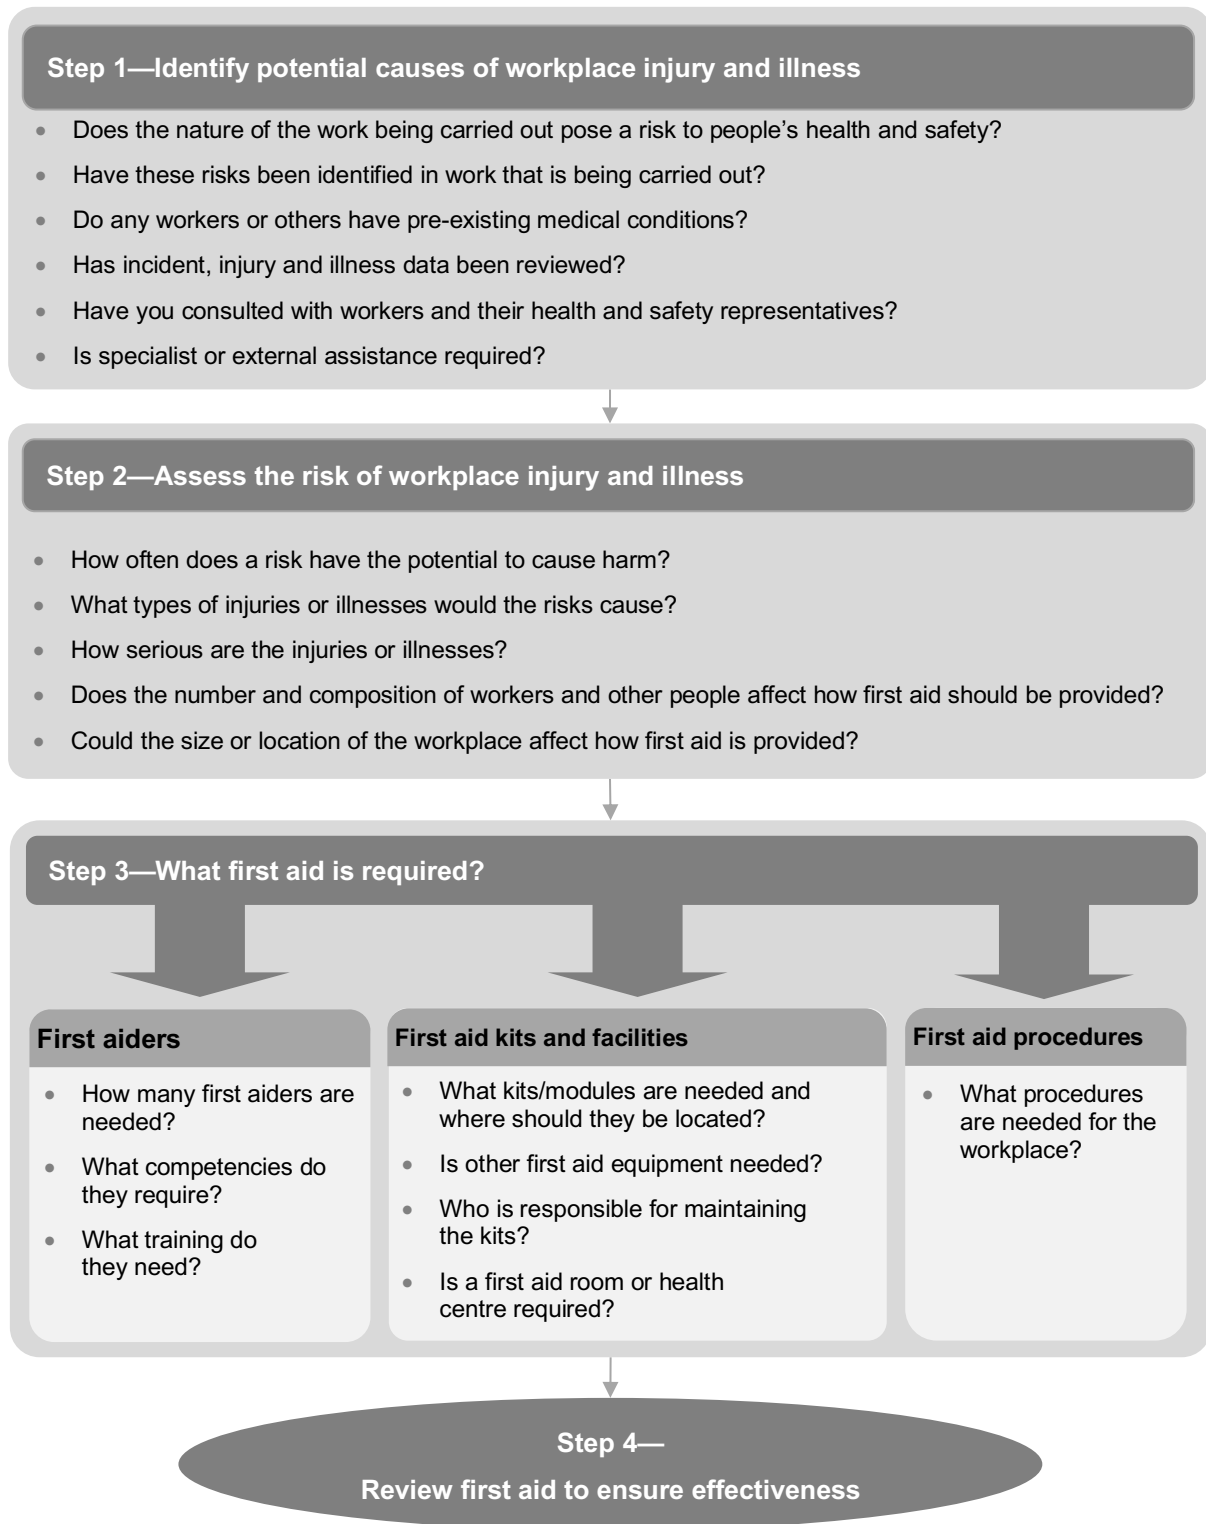 Step 1—Identify potential causes of workplace injury and illness
• Does the nature of the work being carried out pose a risk to people’s health and safety?
• Have these risks been identified in work that is being carried out?
• Do any workers or others have pre-existing medical conditions?
• Has incident, injury and illness data been reviewed?
• Have you consulted with workers and their health and safety representatives?
• Is specialist or external assistance required?
Step 2—Assess the risk of workplace injury and illness
• How often does a risk have the potential to cause harm?
• What types of injuries or illnesses would the risks cause?
• How serious are the injuries or illnesses?
• Does the number and composition of workers and other people affect how first aid should be provided?
• Could the size or location of the workplace affect how first aid is provided?
Step 3—What first aid is required?
First aiders
• How many first aiders are
needed?
• What competencies do
they require?
• What training do
they need?
First aid kits and facilities
• What kits/modules are needed and
where should they be located?
• Is other first aid equipment needed?
• Who is responsible for maintaining
the kits?
• Is a first aid room or health
centre required?
First aid procedures
• What procedures
are needed for the
workplace?
Step 4—
Review first aid to ensure effectiveness